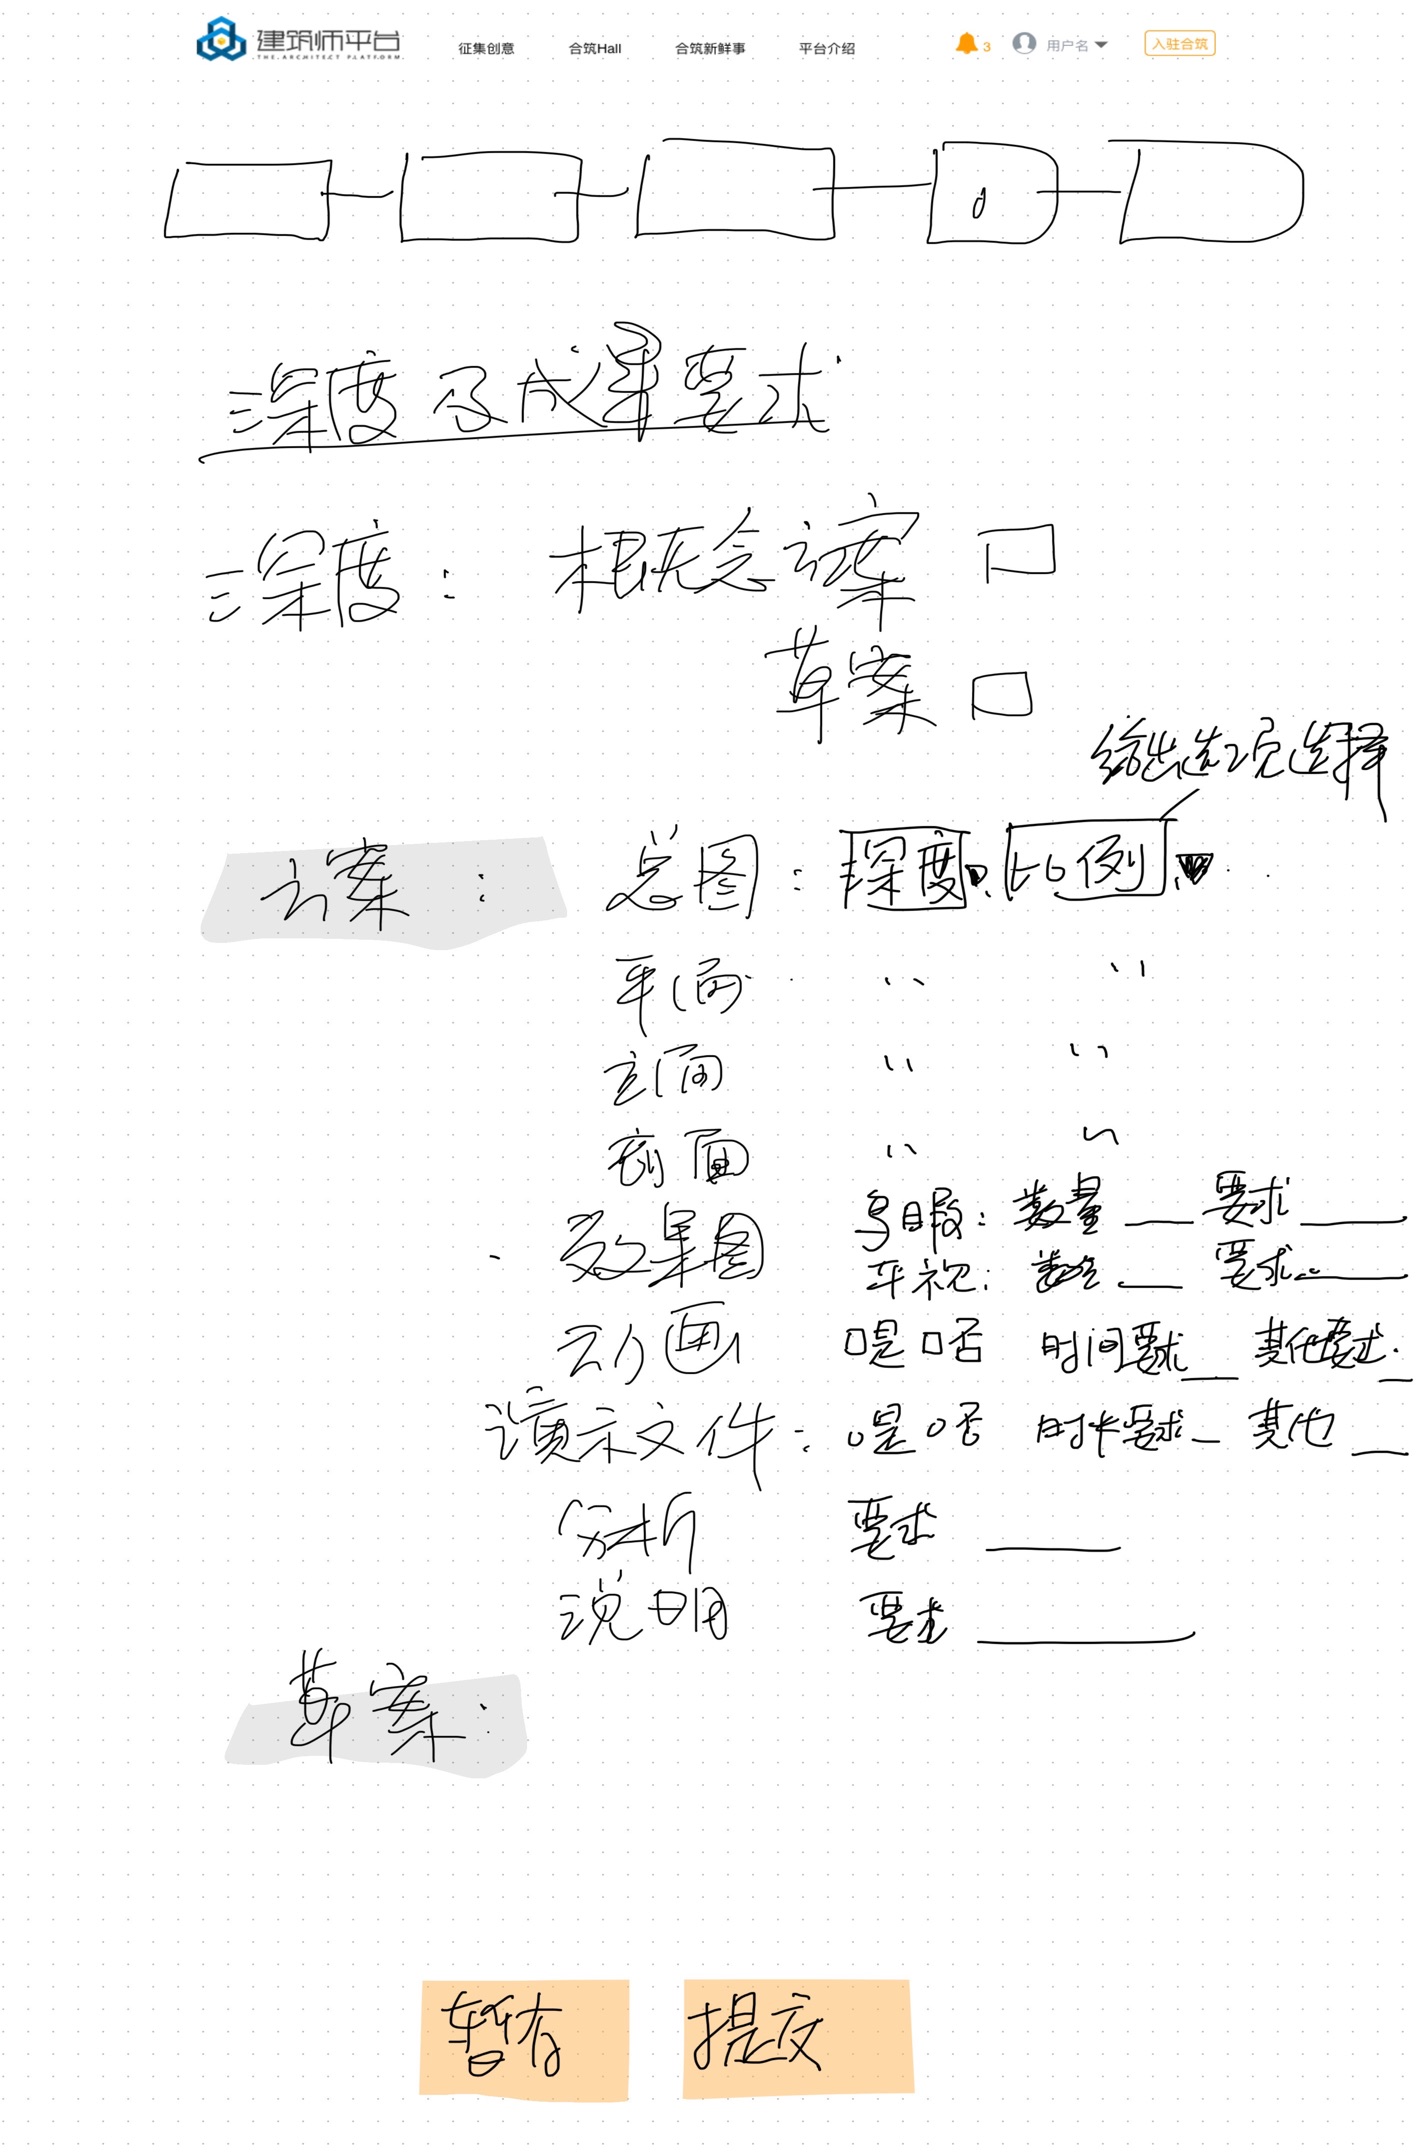 建筑师平台
THE ARCHITECT PLATFORM
征集创意 合筑Hall 合筑新鲜事 平台介绍 3 用户名 入驻合筑
深度及成果要求
深度： 概念方案
草案
给出选项选择
方案： 总图： 深度 比例
平面 〃 〃
立面 〃 〃
剖面 〃 〃
效果图 鸟瞰： 数量 ___ 要求 ___
平视： 数量 ___ 要求 ___
动画 □是 □否 时间要求 ___ 其他要求 ___
演示文件： □是 □否 时长要求 ___ 其他 ___
分析 要求 ___
说明 要求 ___
草案：
暂存 提交